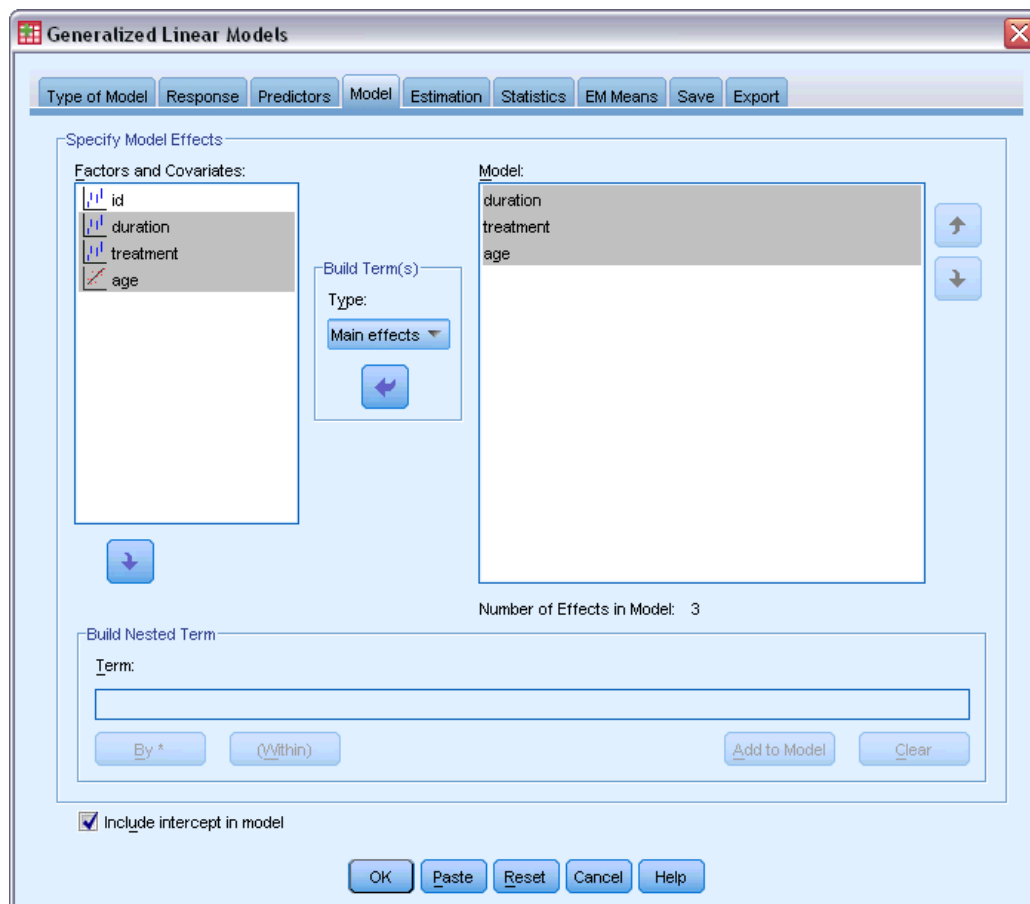 Generalized Linear Models
Type of Model Response Predictors Model Estimation Statistics EM Means Save Export
Specify Model Effects
Factors and Covariates:
Model:
id
duration
treatment
age
duration
treatment
age
Build Term(s)
Type:
Main effects
Number of Effects in Model: 3
Build Nested Term
Term:
By *
(Within)
Add to Model
Clear
Include intercept in model
OK Paste Reset Cancel Help